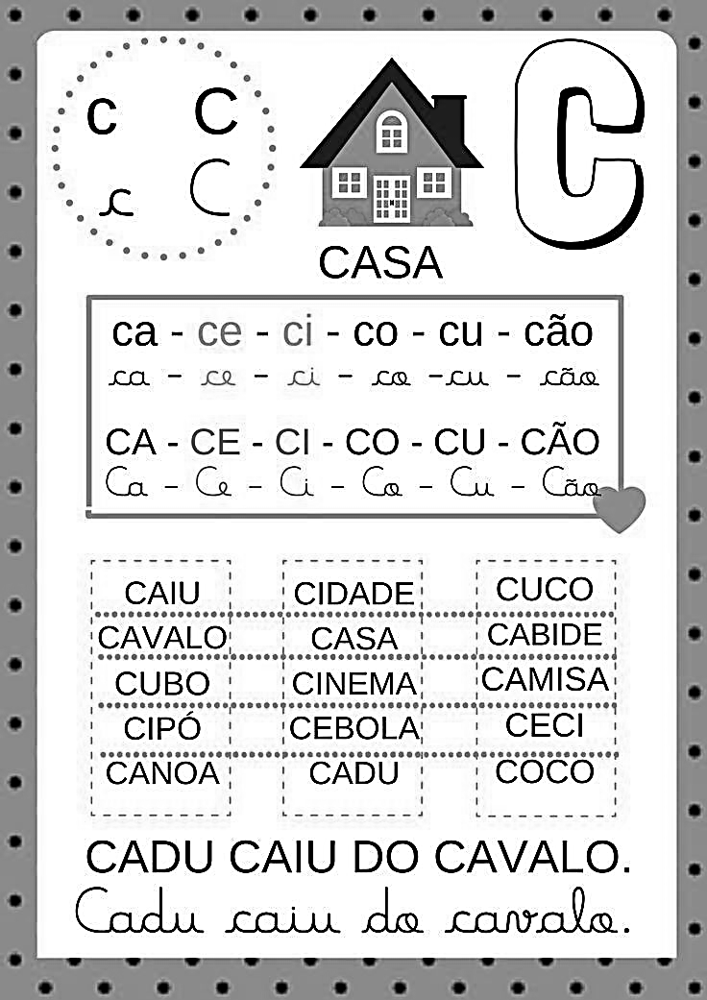 c C
c C
C
CASA
ca - ce - ci - co - cu - cão
ca - ce - ci - co - cu - cão
CA - CE - CI - CO - CU - CÃO
Ca - Ce - Ci - Co - Cu - Cão
CAIU CIDADE CUCO
CAVALO CASA CABIDE
CUBO CINEMA CAMISA
CIPÓ CEBOLA CECI
CANOA CADU COCO
CADU CAIU DO CAVALO.
Cadu caiu do cavalo.